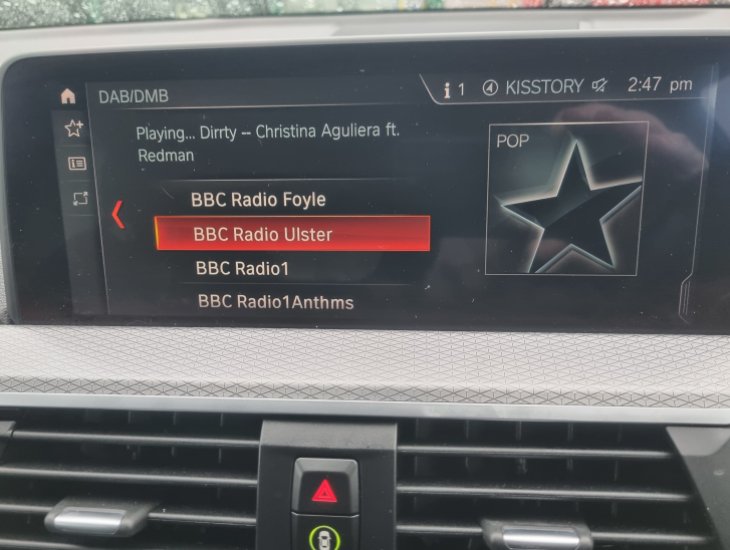 DAB/DMB
1 KISSTORY 2:47 pm
Playing... Dirrty -- Christina Aguliera ft.
Redman
POP
BBC Radio Foyle
BBC Radio Ulster
BBC Radio1
BBC Radio1Anthms